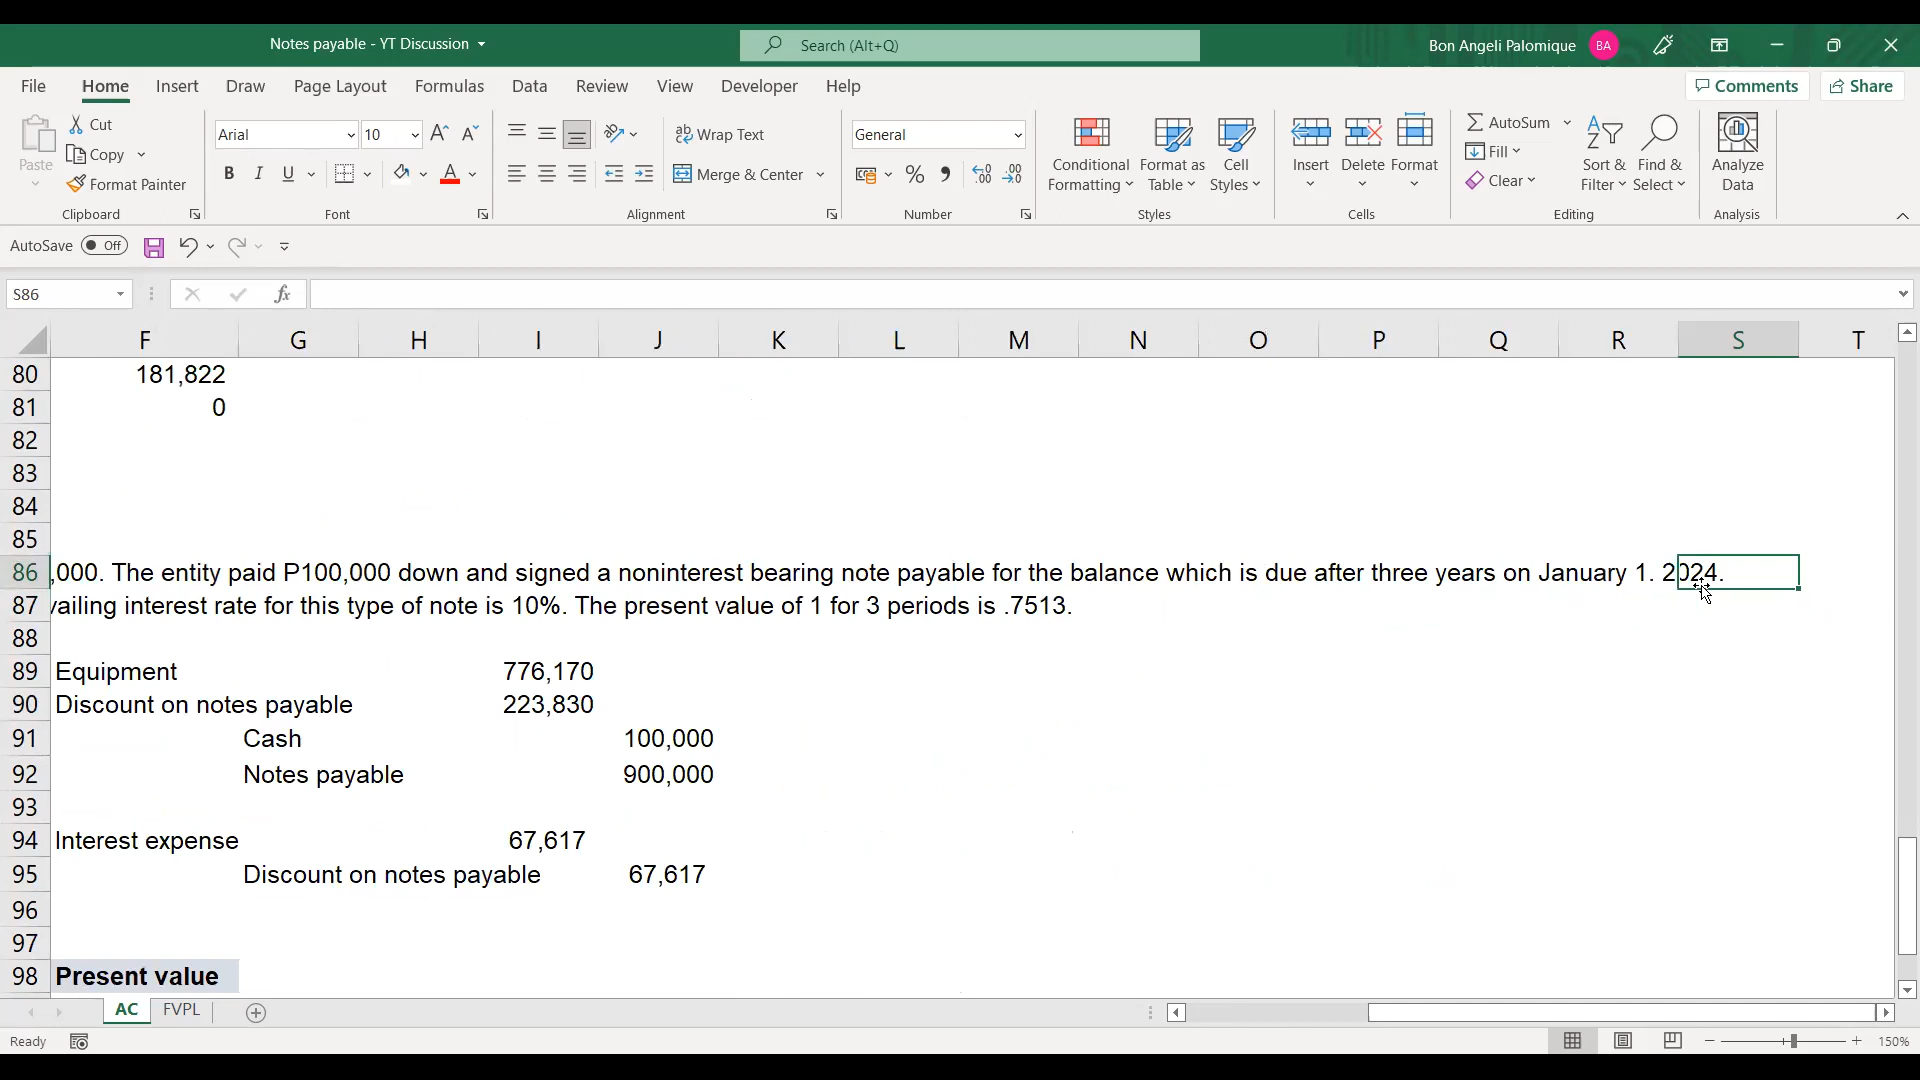 Notes payable - YT Discussion
Search (Alt+Q)
Bon Angeli Palomique BA
File Home Insert Draw Page Layout Formulas Data Review View Developer Help Comments Share
Paste
Cut
Copy
Format Painter
Clipboard
Arial 10
B I U
Font
Wrap Text
Merge & Center
Alignment
General
Number
Conditional Formatting
Format as Table
Cell Styles
Styles
Insert Delete Format
Cells
AutoSum
Fill
Clear
Sort & Filter
Find & Select
Editing
Analyze Data
Analysis
AutoSave Off
S86 fx
F G H I J K L M N O P Q R S T
80 181,822
81 0
82
83
84
85
86 ,000. The entity paid P100,000 down and signed a noninterest bearing note payable for the balance which is due after three years on January 1. 2024.
87 vailing interest rate for this type of note is 10%. The present value of 1 for 3 periods is .7513.
88
89 Equipment 776,170
90 Discount on notes payable 223,830
91 Cash 100,000
92 Notes payable 900,000
93
94 Interest expense 67,617
95 Discount on notes payable 67,617
96
97
98 Present value
AC FVPL
Ready 150%